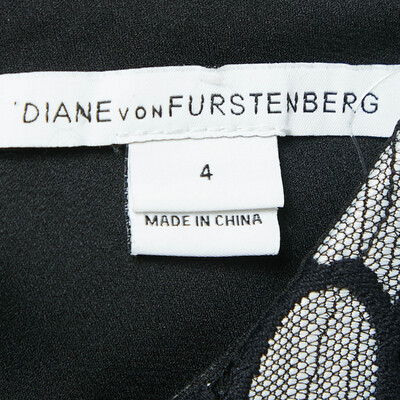 DIANE VON FURSTENBERG
4
MADE IN CHINA